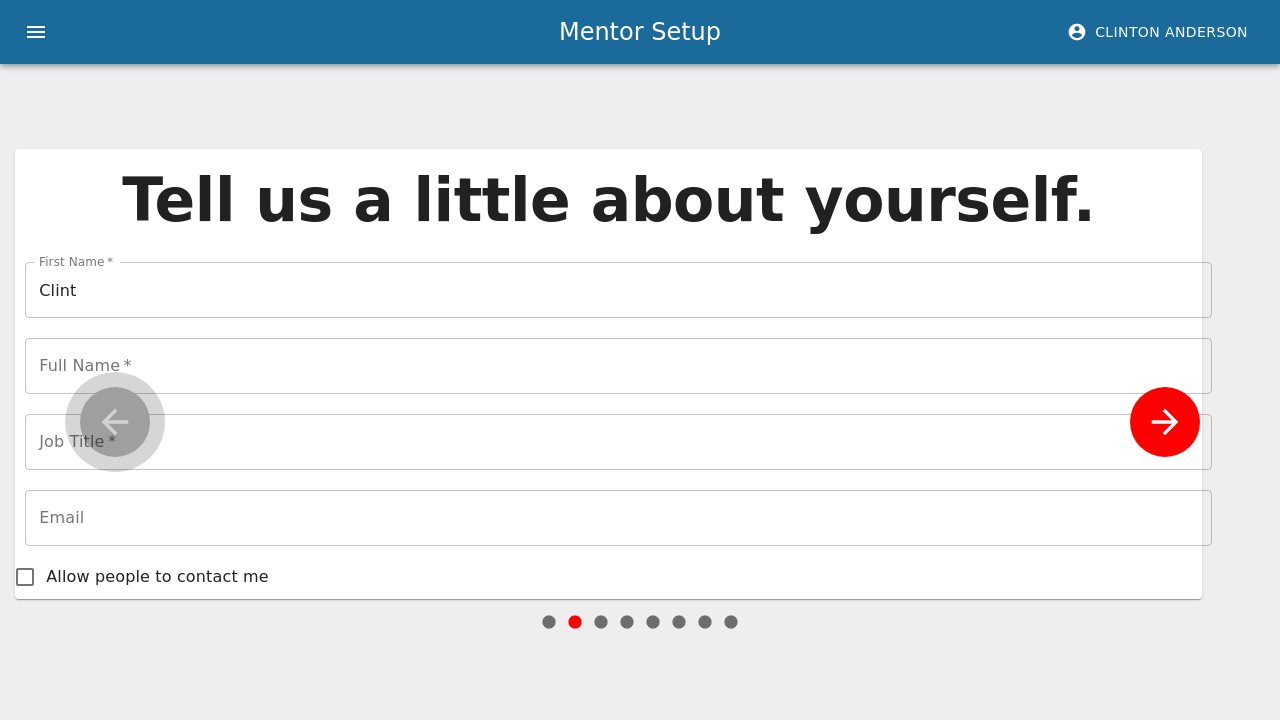 Mentor Setup
CLINTON ANDERSON
Tell us a little about yourself.
First Name *
Clint
Full Name *
Job Title *
Email
Allow people to contact me